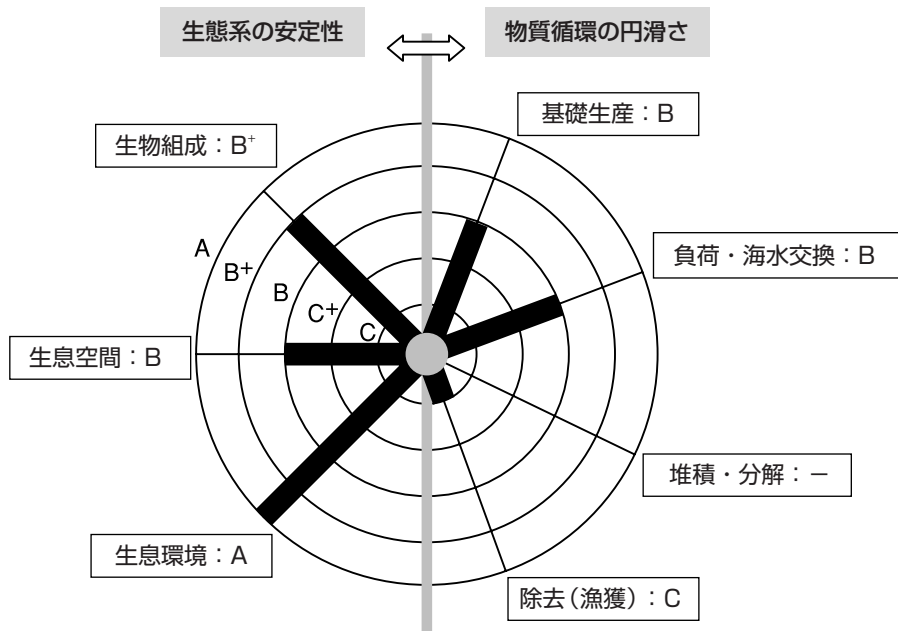 生態系の安定性
物質循環の円滑さ
基礎生産：B
生物組成：B⁺
A
B+
B
C+
C
負荷・海水交換：B
生息空間：B
堆積・分解：－
生息環境：A
除去（漁獲）：C